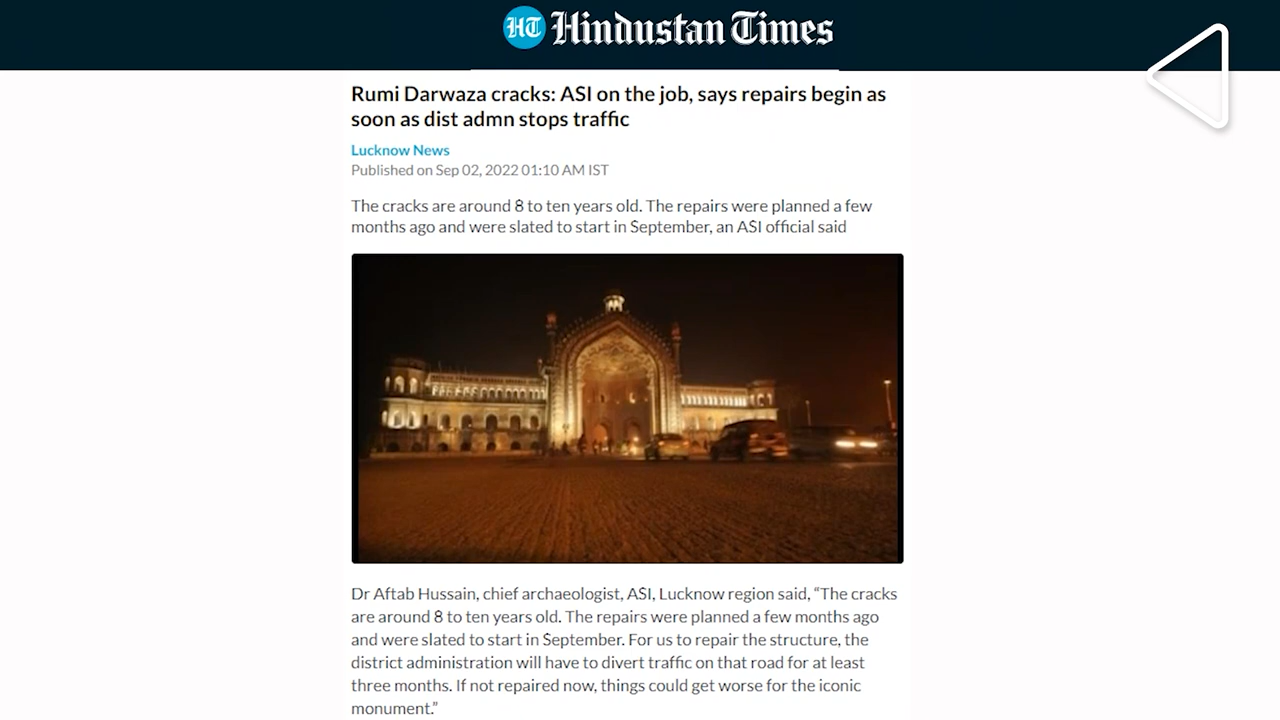 HT Hindustan Times
Rumi Darwaza cracks: ASI on the job, says repairs begin as
soon as dist admn stops traffic
Lucknow News
Published on Sep 02, 2022 01:10 AM IST
The cracks are around 8 to ten years old. The repairs were planned a few
months ago and were slated to start in September, an ASI official said
Dr Aftab Hussain, chief archaeologist, ASI, Lucknow region said, “The cracks
are around 8 to ten years old. The repairs were planned a few months ago
and were slated to start in September. For us to repair the structure, the
district administration will have to divert traffic on that road for at least
three months. If not repaired now, things could get worse for the iconic
monument.”